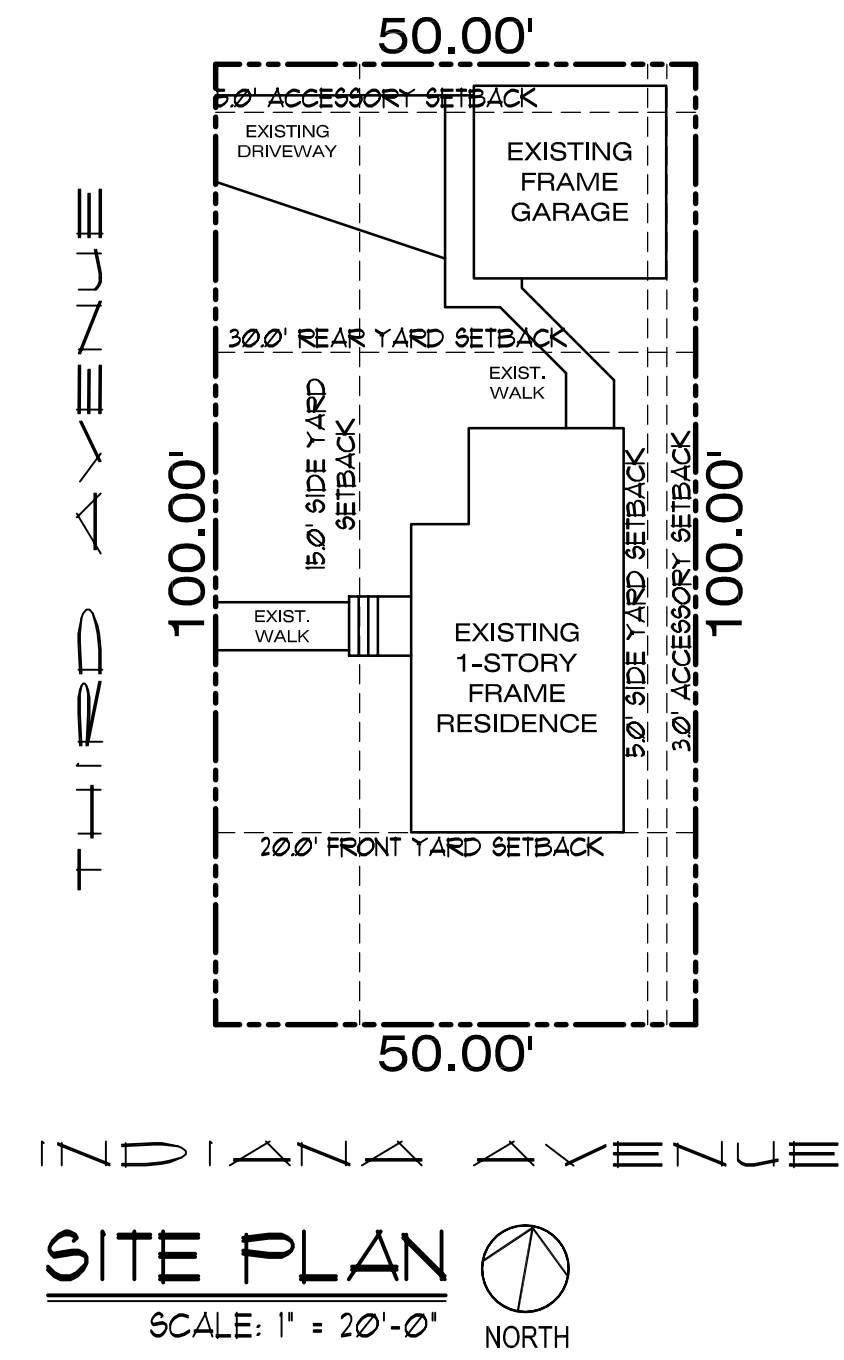 50.00'
5.0' ACCESSORY SETBACK
EXISTING
DRIVEWAY
EXISTING
FRAME
GARAGE
THIRD AVENUE
30.0' REAR YARD SETBACK
EXIST.
WALK
15.0' SIDE YARD
SETBACK
100.00'
5.0' SIDE YARD SETBACK
3.0' ACCESSORY SETBACK
100.00'
EXIST.
WALK
EXISTING
1-STORY
FRAME
RESIDENCE
20.0' FRONT YARD SETBACK
50.00'
INDIANA AVENUE
SITE PLAN
SCALE: 1" = 20'-0"
NORTH